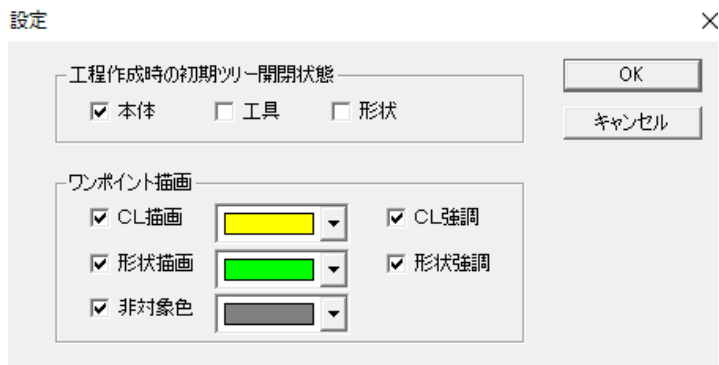 設定
工程作成時の初期ツリー開閉状態
本体 工具 形状
OK
キャンセル
ワンポイント描画
CL描画 CL強調
形状描画 形状強調
非対象色